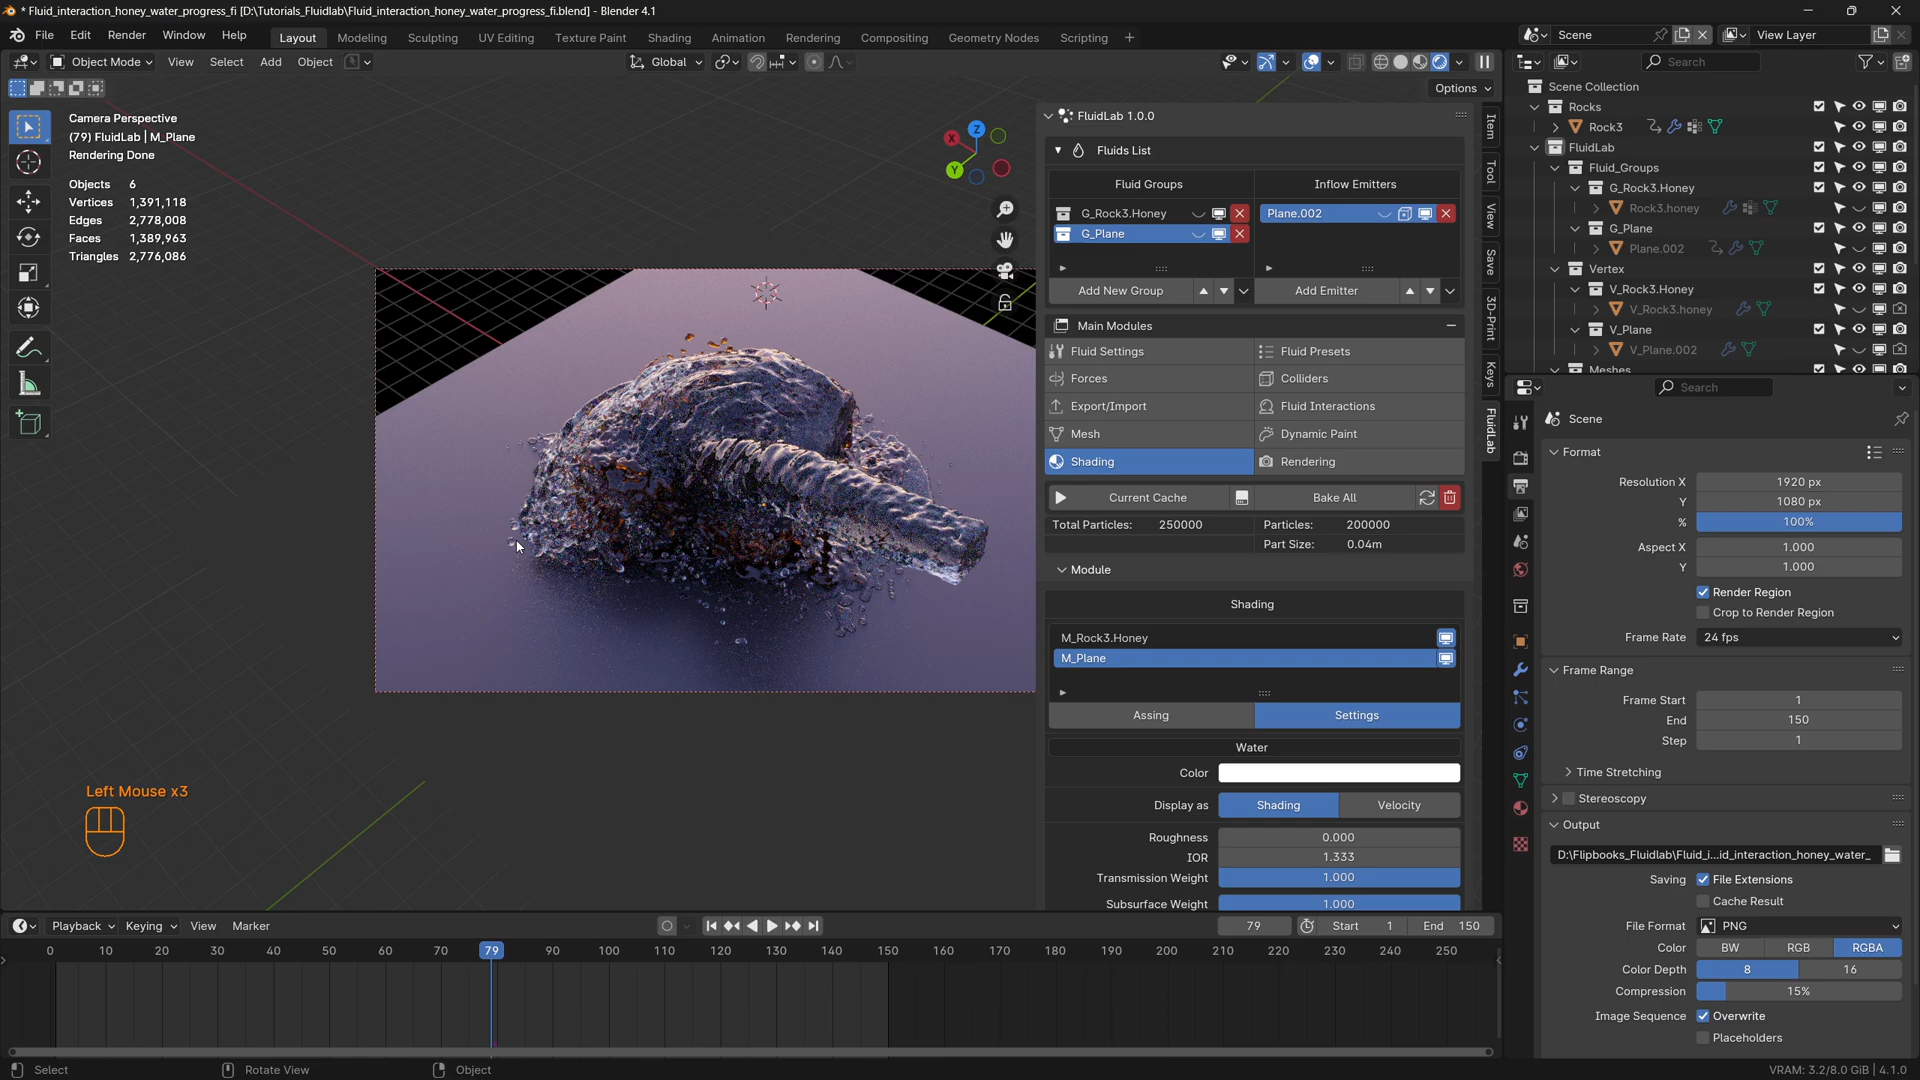 * Fluid_interaction_honey_water_progress_fi [D:\Tutorials_Fluidlab\Fluid_interaction_honey_water_progress_fi.blend] - Blender 4.1
File Edit Render Window Help Layout Modeling Sculpting UV Editing Texture Paint Shading Animation Rendering Compositing Geometry Nodes Scripting +
Scene View Layer
Object Mode View Select Add Object Global
Options
Camera Perspective
(79) FluidLab | M_Plane
Rendering Done
Objects 6
Vertices 1,391,118
Edges 2,778,008
Faces 1,389,963
Triangles 2,776,086
X
Y
Z
FluidLab 1.0.0
Fluids List
Fluid Groups Inflow Emitters
G_Rock3.Honey Plane.002
G_Plane
Add New Group Add Emitter
Main Modules
Fluid Settings Fluid Presets
Forces Colliders
Export/Import Fluid Interactions
Mesh Dynamic Paint
Shading Rendering
Current Cache Bake All
Total Particles: 250000 Particles: 200000
Part Size: 0.04m
Module
Shading
M_Rock3.Honey
M_Plane
Assing Settings
Water
Color
Display as Shading Velocity
Roughness 0.000
IOR 1.333
Transmission Weight 1.000
Subsurface Weight 1.000
Item
Tool
View
Save
3D-Print
Keys
FluidLab
Search
Scene Collection
Rocks
Rock3
FluidLab
Fluid_Groups
G_Rock3.Honey
Rock3.honey
G_Plane
Plane.002
Vertex
V_Rock3.Honey
V_Rock3.honey
V_Plane
V_Plane.002
Meshes
Search
Scene
Format
Resolution X 1920 px
Y 1080 px
% 100%
Aspect X 1.000
Y 1.000
Render Region
Crop to Render Region
Frame Rate 24 fps
Frame Range
Frame Start 1
End 150
Step 1
Time Stretching
Stereoscopy
Output
D:\Flipbooks_Fluidlab\Fluid_i...id_interaction_honey_water_
Saving File Extensions
Cache Result
File Format PNG
Color BW RGB RGBA
Color Depth 8 16
Compression 15%
Image Sequence Overwrite
Placeholders
Left Mouse x3
Playback Keying View Marker 79 Start 1 End 150
0 10 20 30 40 50 60 70 79 90 100 110 120 130 140 150 160 170 180 190 200 210 220 230 240 250
Select Rotate View Object VRAM: 3.2/8.0 GiB | 4.1.0